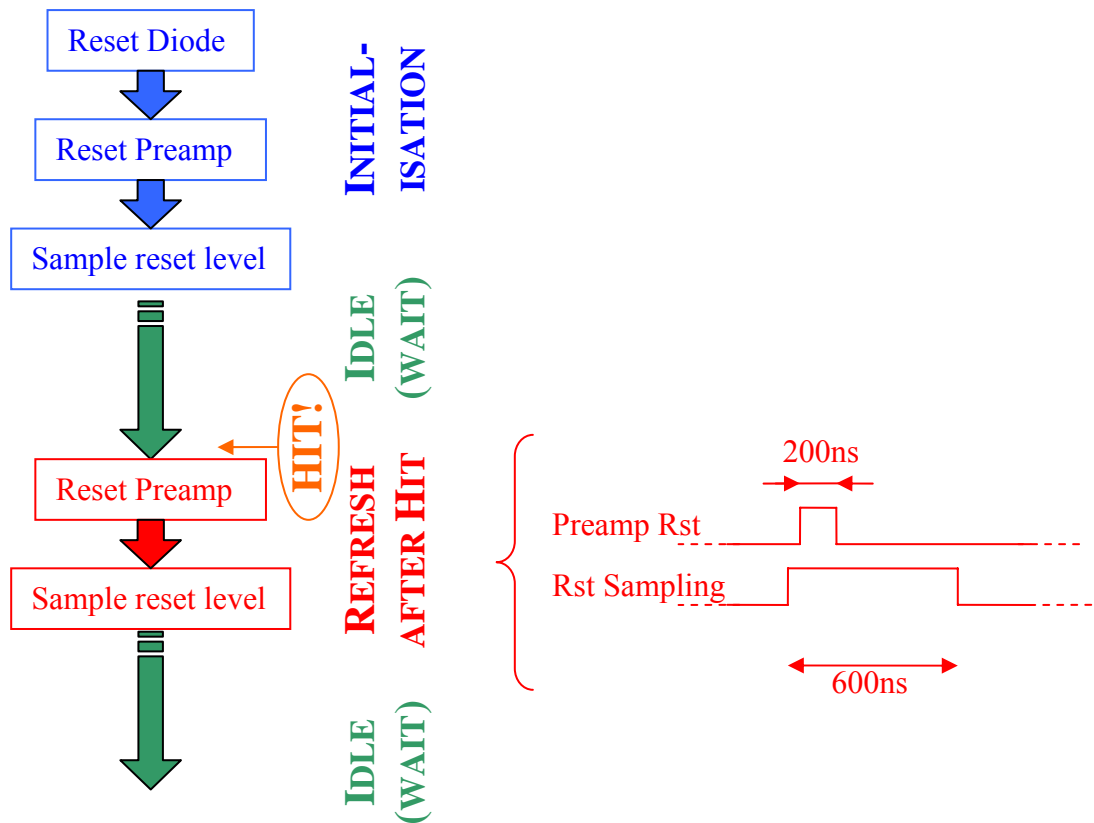 Reset Diode
Reset Preamp
Sample reset level
INITIAL-
ISATION
IDLE
(WAIT)
HIT!
Reset Preamp
Sample reset level
REFRESH
AFTER HIT
200ns
Preamp Rst
Rst Sampling
600ns
IDLE
(WAIT)